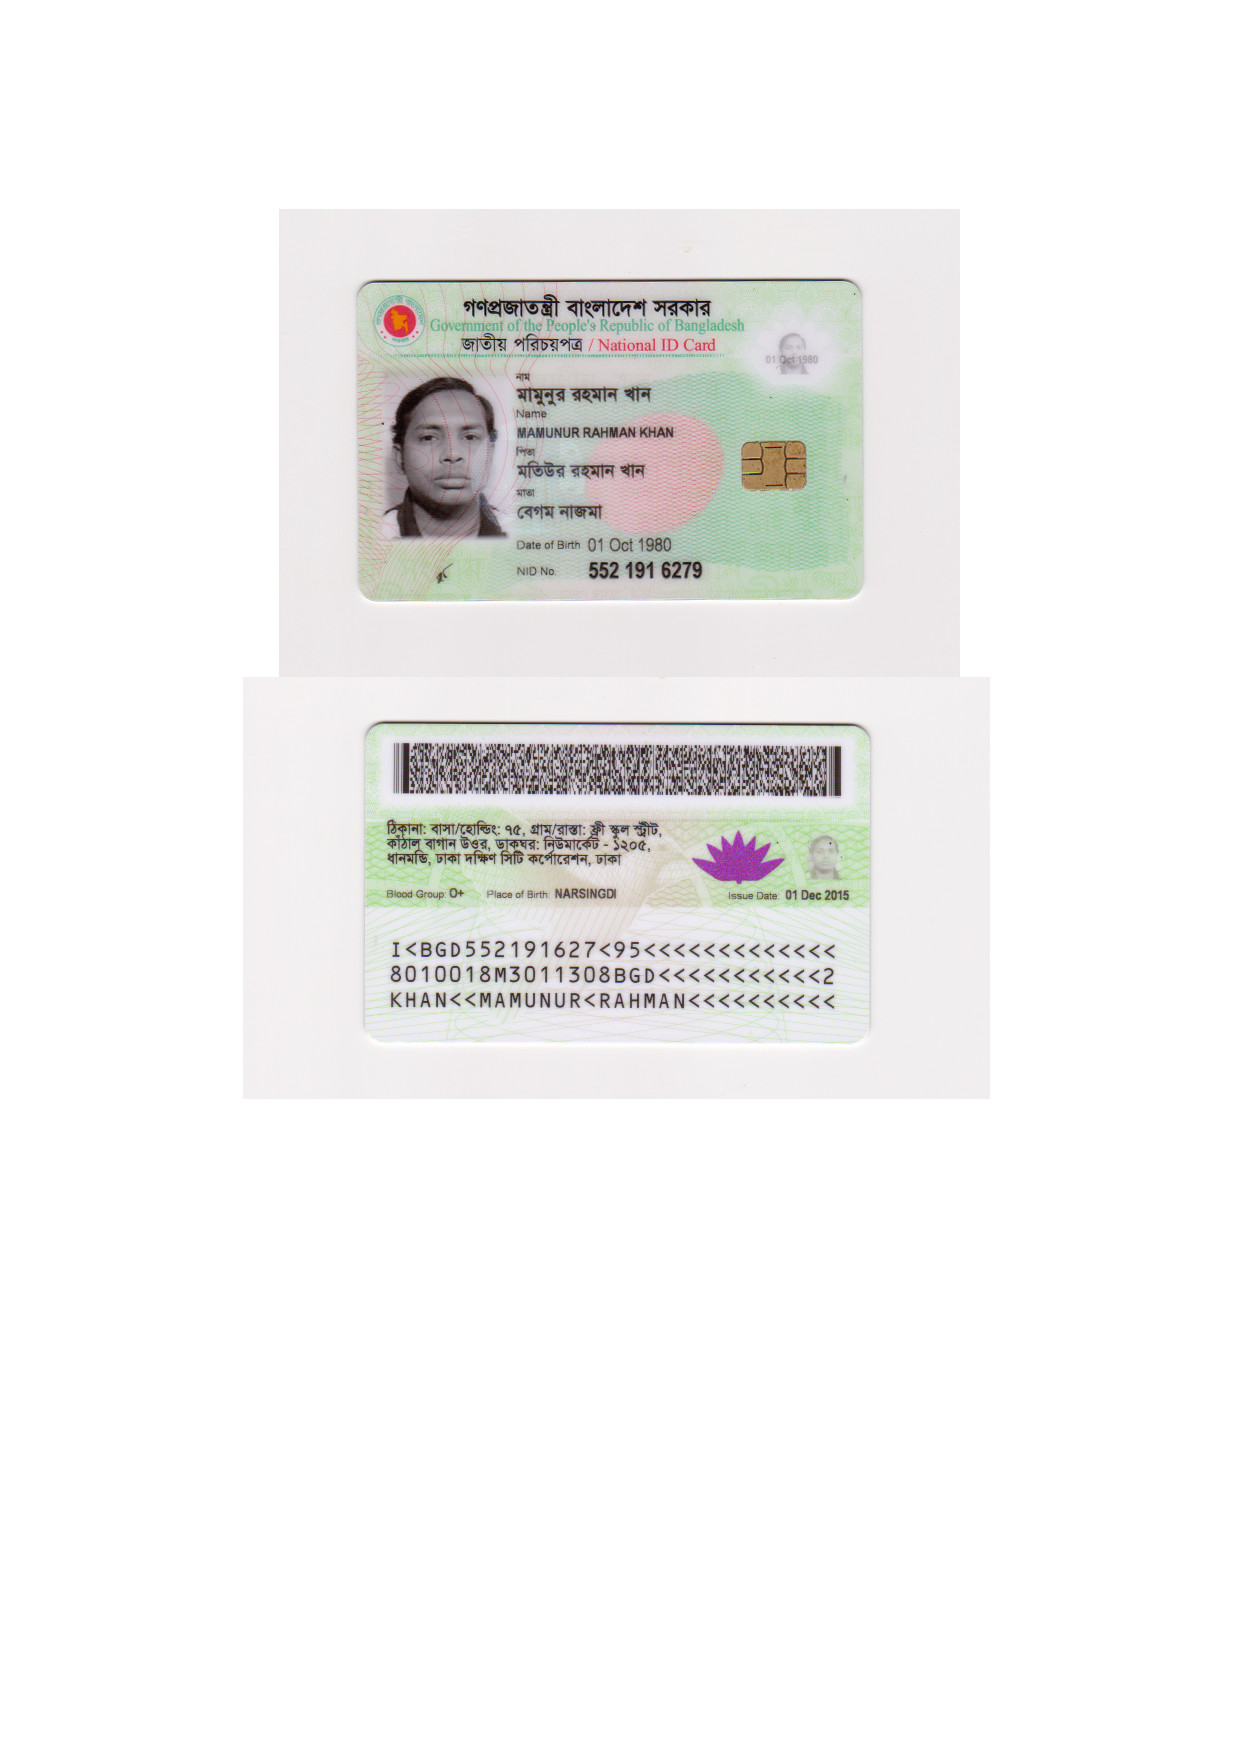 গণপ্রজাতন্ত্রী বাংলাদেশ সরকার
Government of the People's Republic of Bangladesh
জাতীয় পরিচয়পত্র / National ID Card
01 Oct 1980
নাম
মামুনুর রহমান খান
Name
MAMUNUR RAHMAN KHAN
পিতা
মতিউর রহমান খান
মাতা
বেগম নাজমা
Date of Birth 01 Oct 1980
NID No. 552 191 6279
ঠিকানা: বাসা/হোল্ডিং: ৭৫, গ্রাম/রাস্তা: ফ্রী স্কুল স্ট্রীট,
কাঁঠাল বাগান উত্তর, ডাকঘর: নিউমার্কেট - ১২০৫,
ধানমন্ডি, ঢাকা দক্ষিণ সিটি কর্পোরেশন, ঢাকা
Blood Group: O+ Place of Birth: NARSINGDI Issue Date: 01 Dec 2015
I<BGD552191627<95<<<<<<<<<<<<<
8010018M3011308BGD<<<<<<<<<<<2
KHAN<<MAMUNUR<RAHMAN<<<<<<<<<<